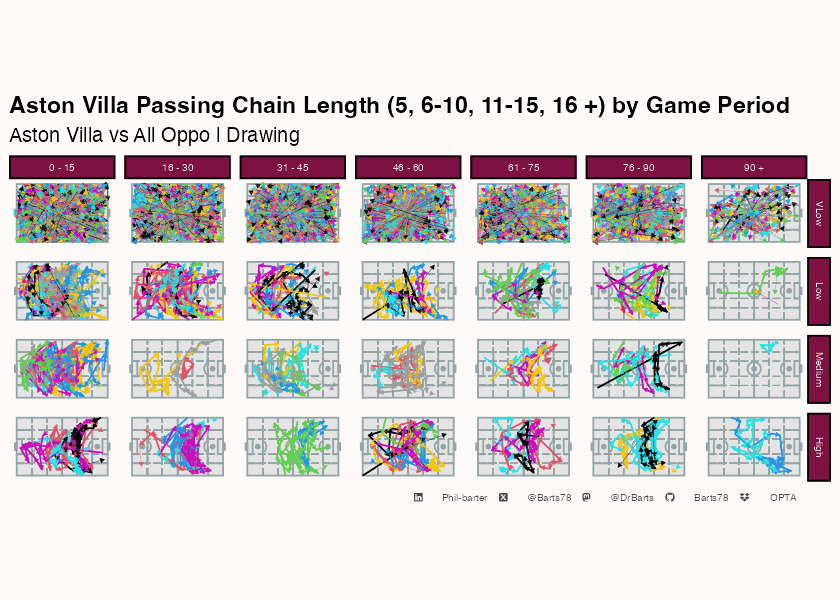 Aston Villa Passing Chain Length (5, 6-10, 11-15, 16 +) by Game Period
Aston Villa vs All Oppo | Drawing
0 - 15 16 - 30 31 - 45 46 - 60 61 - 75 76 - 90 90 +
VLow
Low
Medium
High
Phil-barter @Barts78 @DrBarts Barts78 OPTA